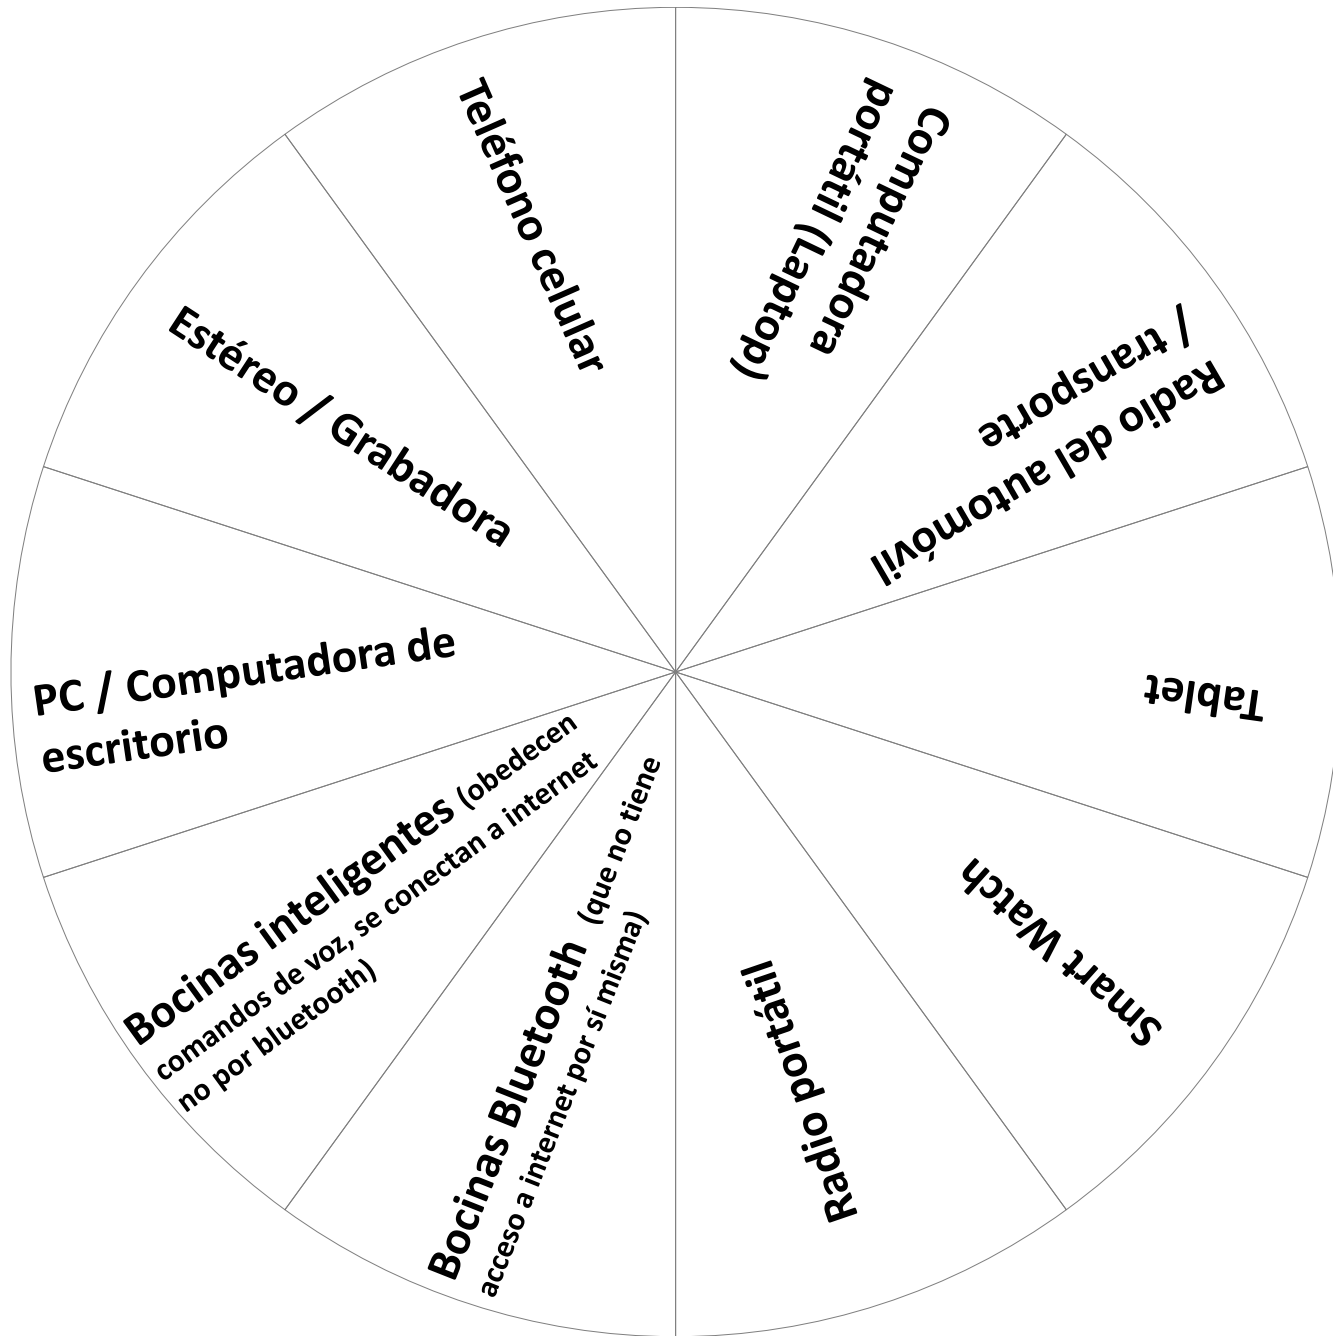 Computadora
portátil (Laptop)
Radio del automóvil
/ transporte
Tablet
Smart Watch
Radio portátil
Bocinas Bluetooth (que no tiene
acceso a internet por sí misma)
Bocinas inteligentes (obedecen
comandos de voz, se conectan a internet
no por bluetooth)
PC / Computadora de
escritorio
Estéreo / Grabadora
Teléfono celular